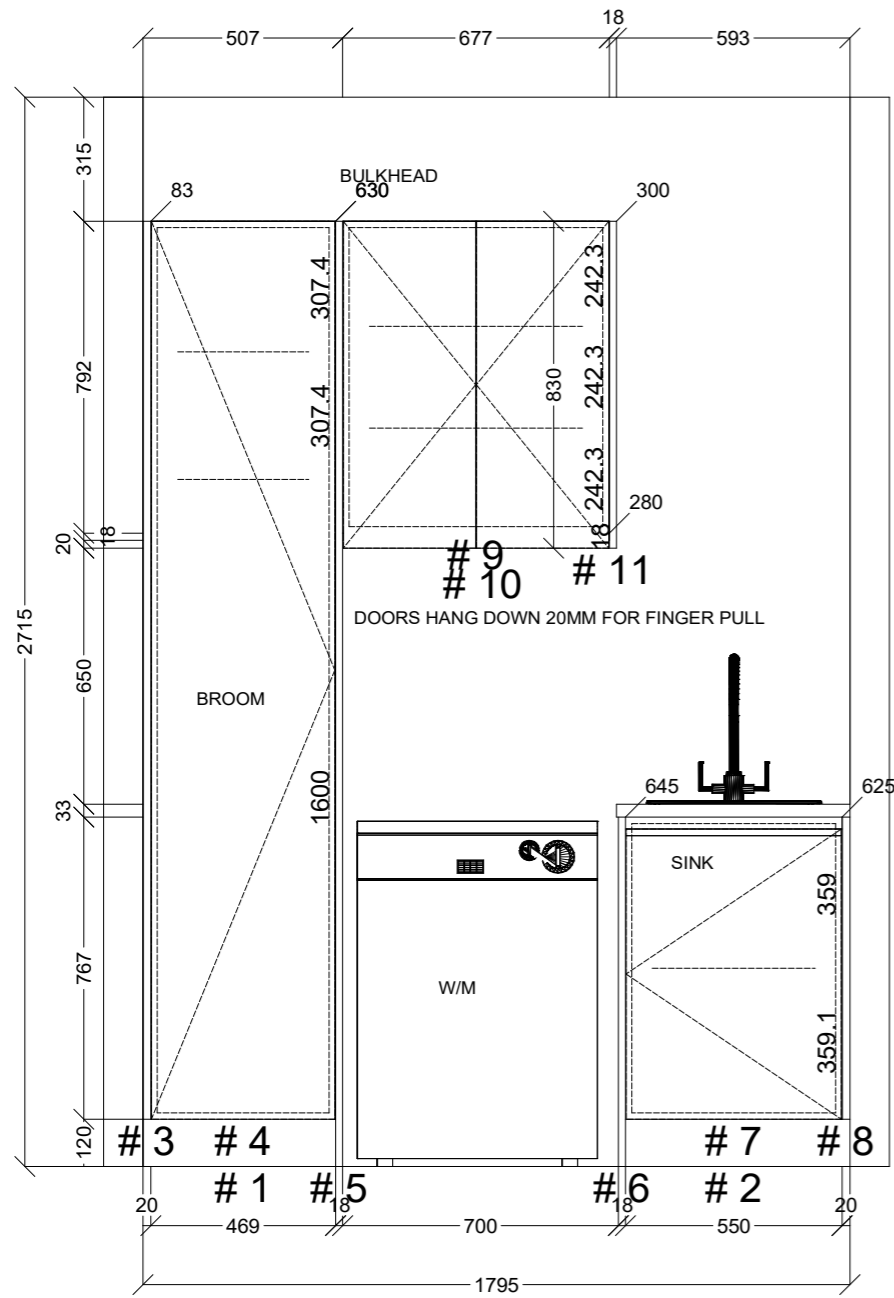 18
507 677 593
315
BULKHEAD
83 630 300
307.4 242.3
792 307.4 830 242.3
242.3
280
20 18 18
# 9
# 10 # 11
DOORS HANG DOWN 20MM FOR FINGER PULL
2715
650
BROOM
33 1600 645 625
SINK
359
767
W/M
359.1
120 # 3 # 4 # 7 # 8
# 1 # 5 # 6 # 2
20 18 18 20
469 700 550
1795